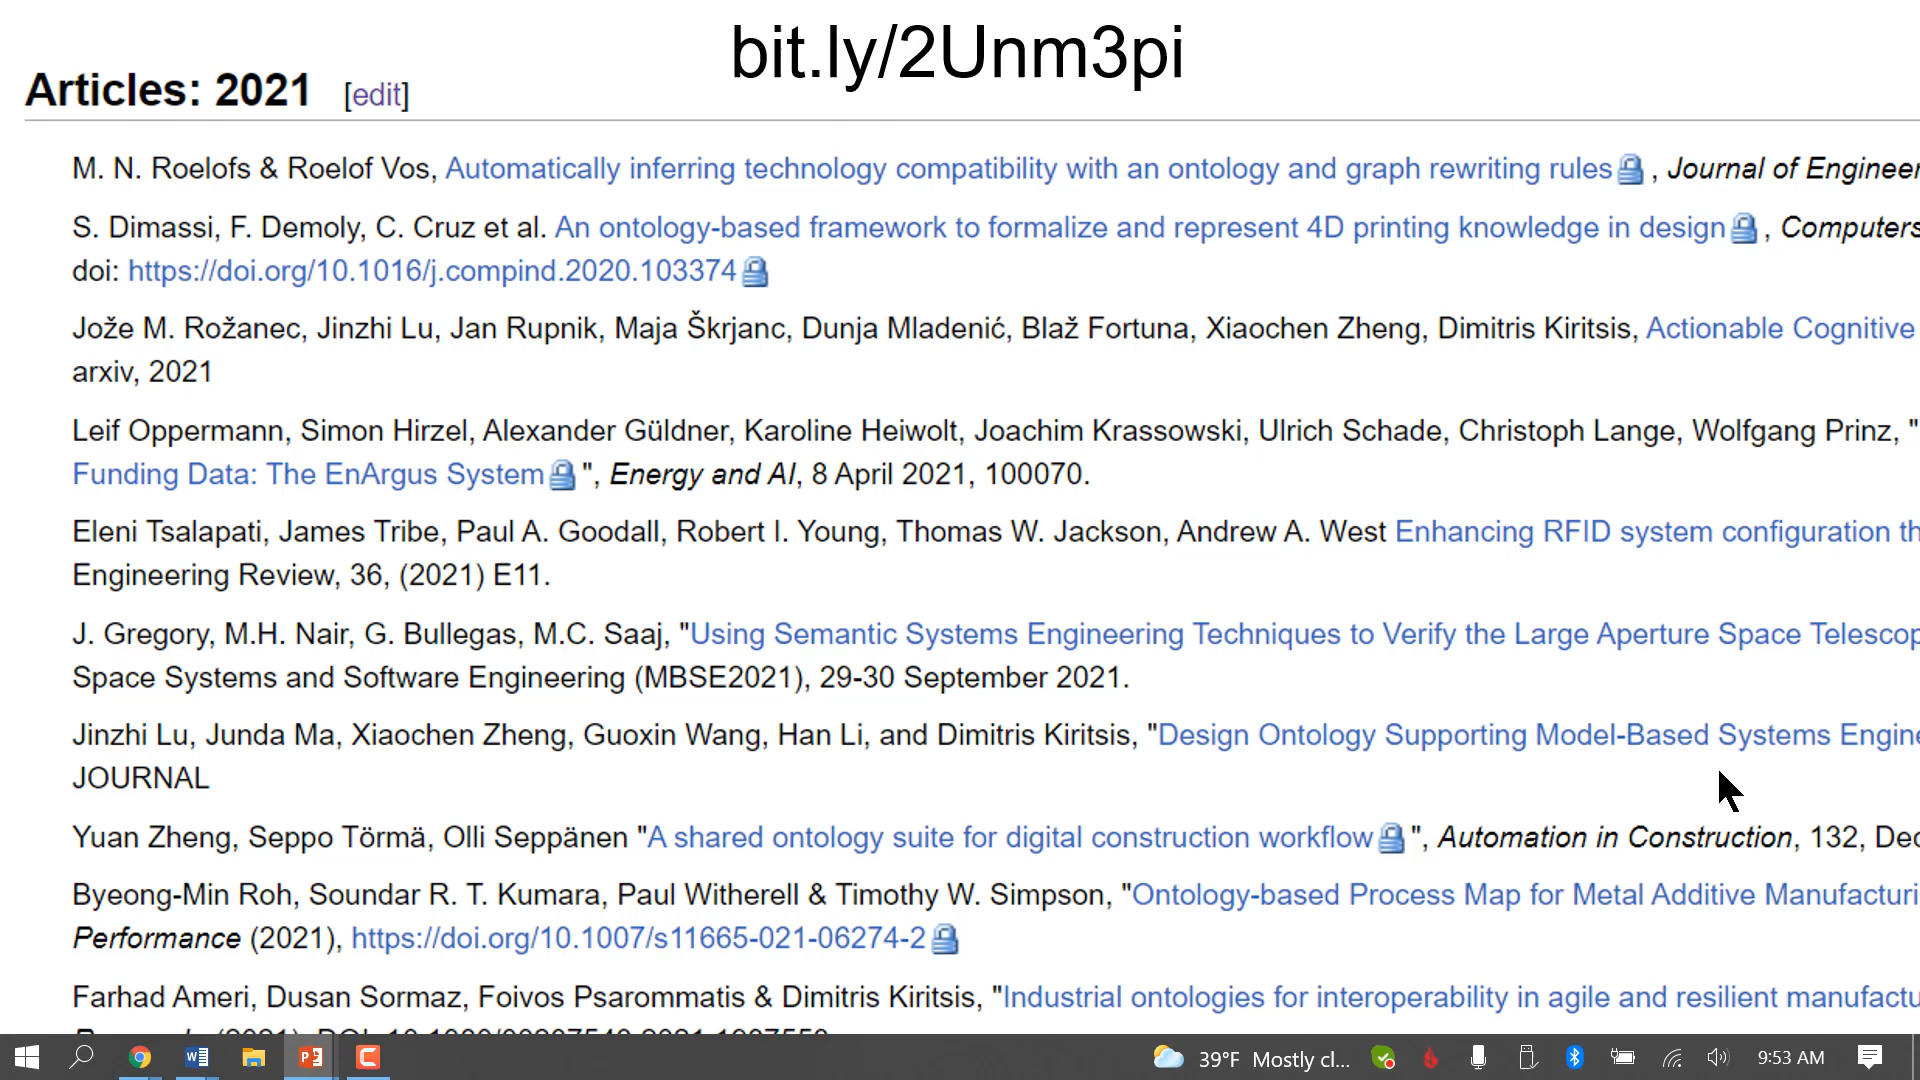 bit.ly/2Unm3pi
Articles: 2021 [edit]
M. N. Roelofs & Roelof Vos, Automatically inferring technology compatibility with an ontology and graph rewriting rules, Journal of Engineer
S. Dimassi, F. Demoly, C. Cruz et al. An ontology-based framework to formalize and represent 4D printing knowledge in design, Computers
doi: https://doi.org/10.1016/j.compind.2020.103374
Jože M. Rožanec, Jinzhi Lu, Jan Rupnik, Maja Škrjanc, Dunja Mladenić, Blaž Fortuna, Xiaochen Zheng, Dimitris Kiritsis, Actionable Cognitive
arxiv, 2021
Leif Oppermann, Simon Hirzel, Alexander Güldner, Karoline Heiwolt, Joachim Krassowski, Ulrich Schade, Christoph Lange, Wolfgang Prinz, "
Funding Data: The EnArgus System", Energy and AI, 8 April 2021, 100070.
Eleni Tsalapati, James Tribe, Paul A. Goodall, Robert I. Young, Thomas W. Jackson, Andrew A. West Enhancing RFID system configuration th
Engineering Review, 36, (2021) E11.
J. Gregory, M.H. Nair, G. Bullegas, M.C. Saaj, "Using Semantic Systems Engineering Techniques to Verify the Large Aperture Space Telescop
Space Systems and Software Engineering (MBSE2021), 29-30 September 2021.
Jinzhi Lu, Junda Ma, Xiaochen Zheng, Guoxin Wang, Han Li, and Dimitris Kiritsis, "Design Ontology Supporting Model-Based Systems Engine
JOURNAL
Yuan Zheng, Seppo Törmä, Olli Seppänen "A shared ontology suite for digital construction workflow", Automation in Construction, 132, Dec
Byeong-Min Roh, Soundar R. T. Kumara, Paul Witherell & Timothy W. Simpson, "Ontology-based Process Map for Metal Additive Manufacturi
Performance (2021), https://doi.org/10.1007/s11665-021-06274-2
Farhad Ameri, Dusan Sormaz, Foivos Psarommatis & Dimitris Kiritsis, "Industrial ontologies for interoperability in agile and resilient manufactu
39°F Mostly cl... 9:53 AM